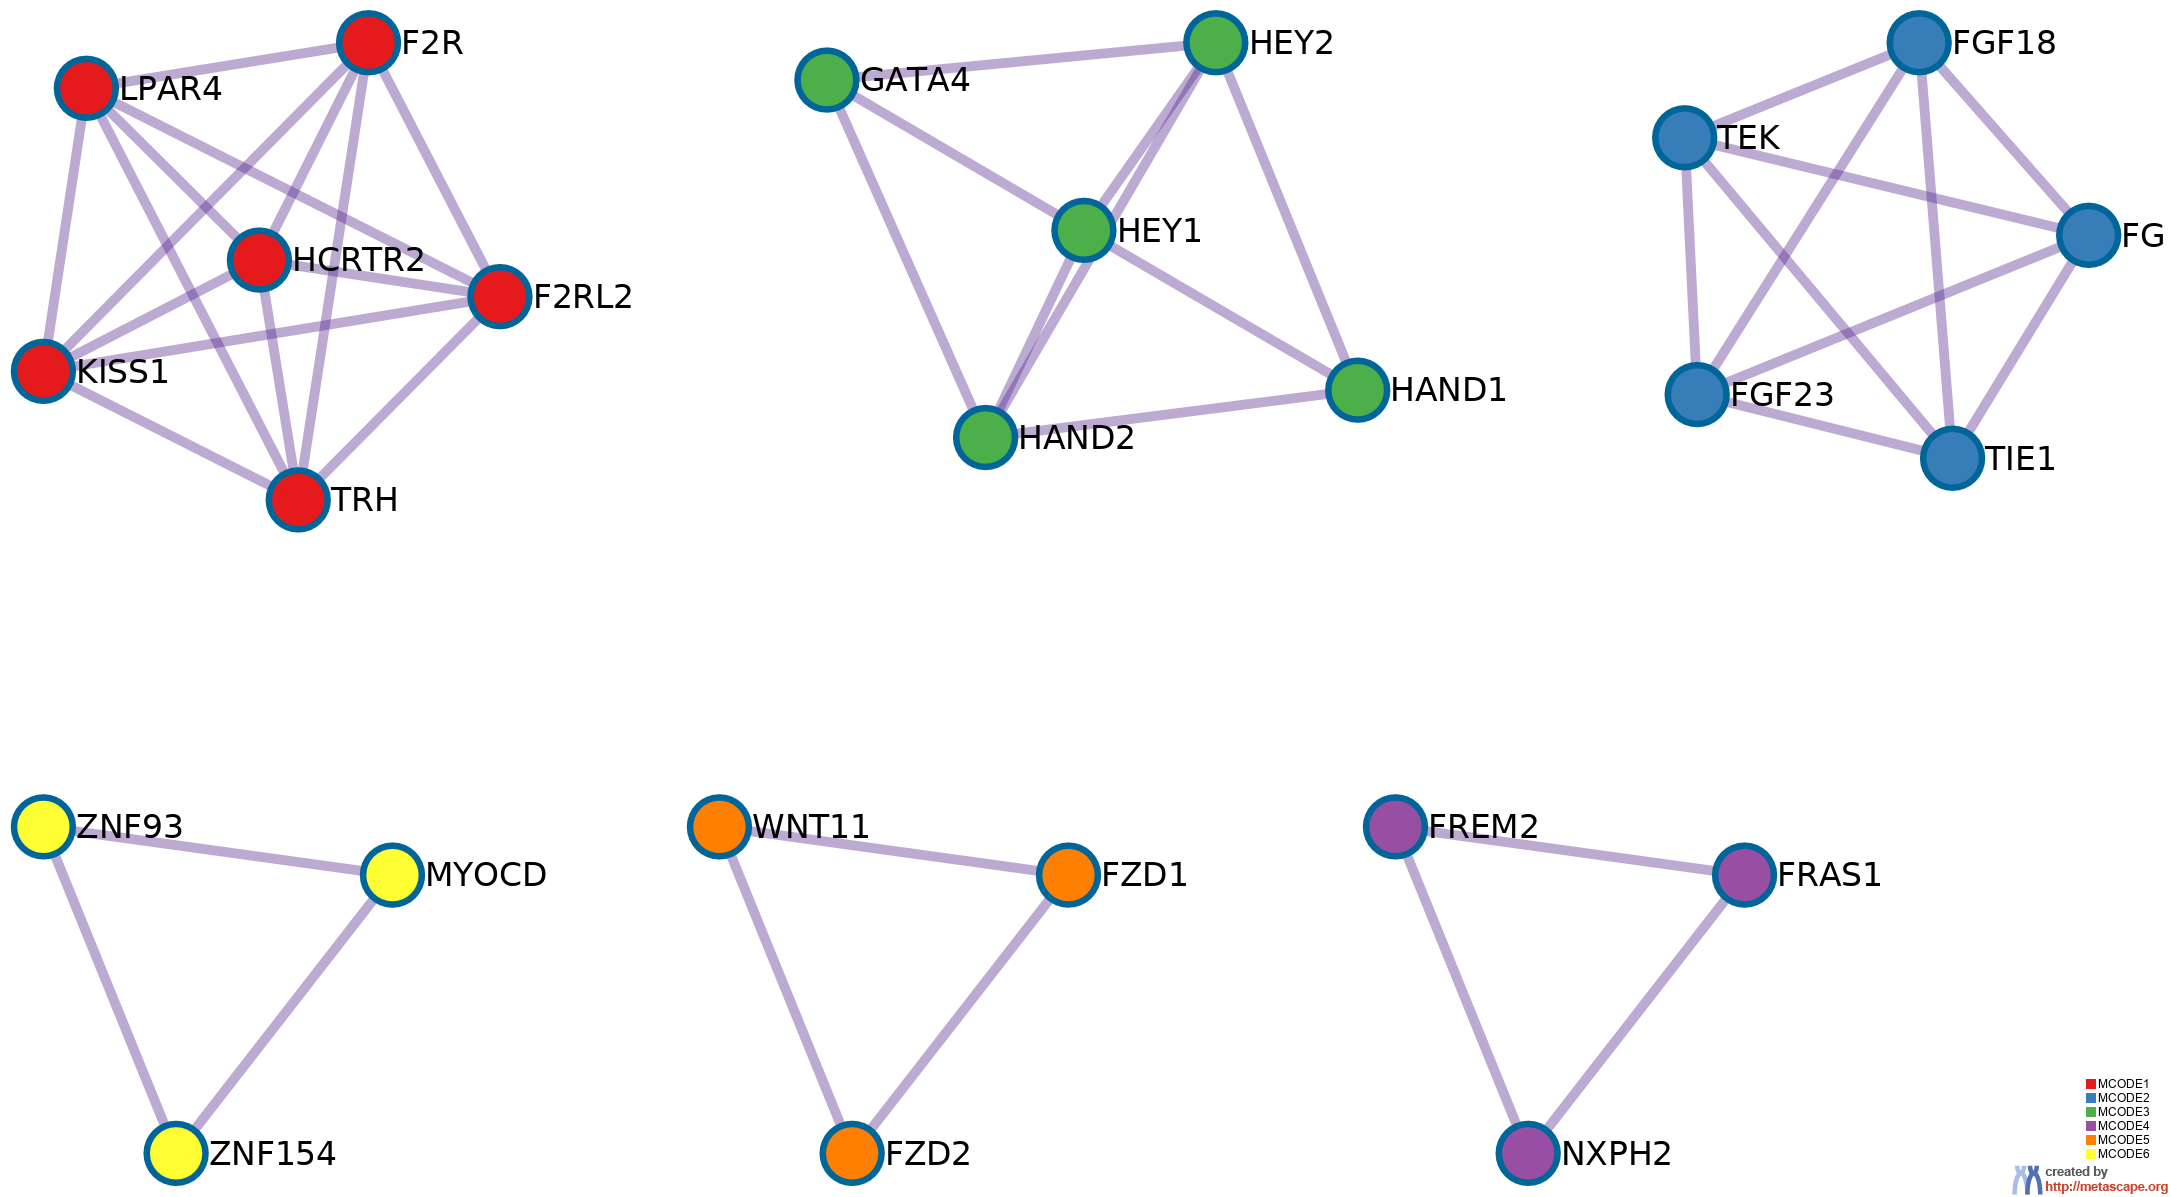 F2R
LPAR4
HCRTR2
F2RL2
KISS1
TRH
HEY2
GATA4
HEY1
HAND1
HAND2
FGF18
TEK
FG
FGF23
TIE1
ZNF93
MYOCD
ZNF154
WNT11
FZD1
FZD2
FREM2
FRAS1
NXPH2
MCODE1
MCODE2
MCODE3
MCODE4
MCODE5
MCODE6
created by
http://metascape.org